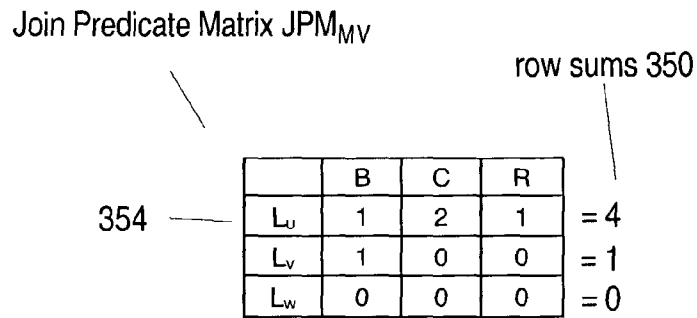 Join Predicate Matrix JPM_MV
row sums 350
B C R
354 L_U 1 2 1 = 4
L_V 1 0 0 = 1
L_W 0 0 0 = 0